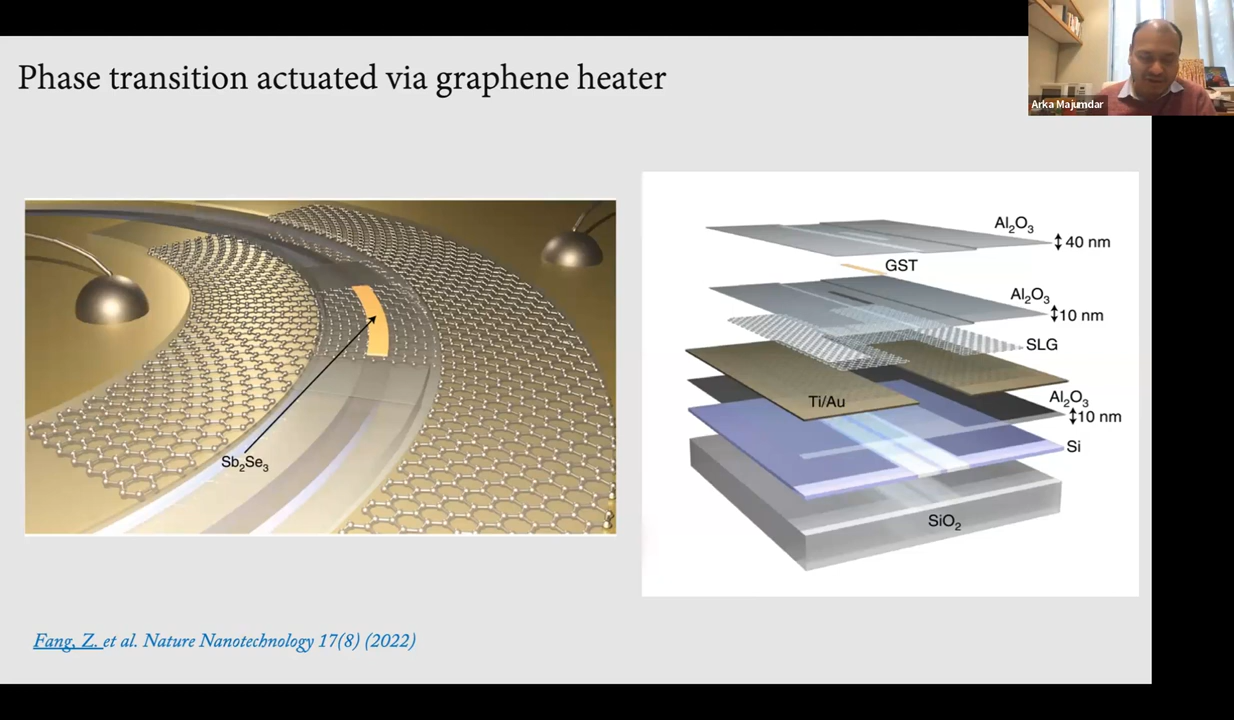 Phase transition actuated via graphene heater
Arka Majumdar
Sb₂Se₃
Al₂O₃
40 nm
GST
Al₂O₃
10 nm
SLG
Ti/Au
Al₂O₃
10 nm
Si
SiO₂
Fang, Z. et al. Nature Nanotechnology 17(8) (2022)